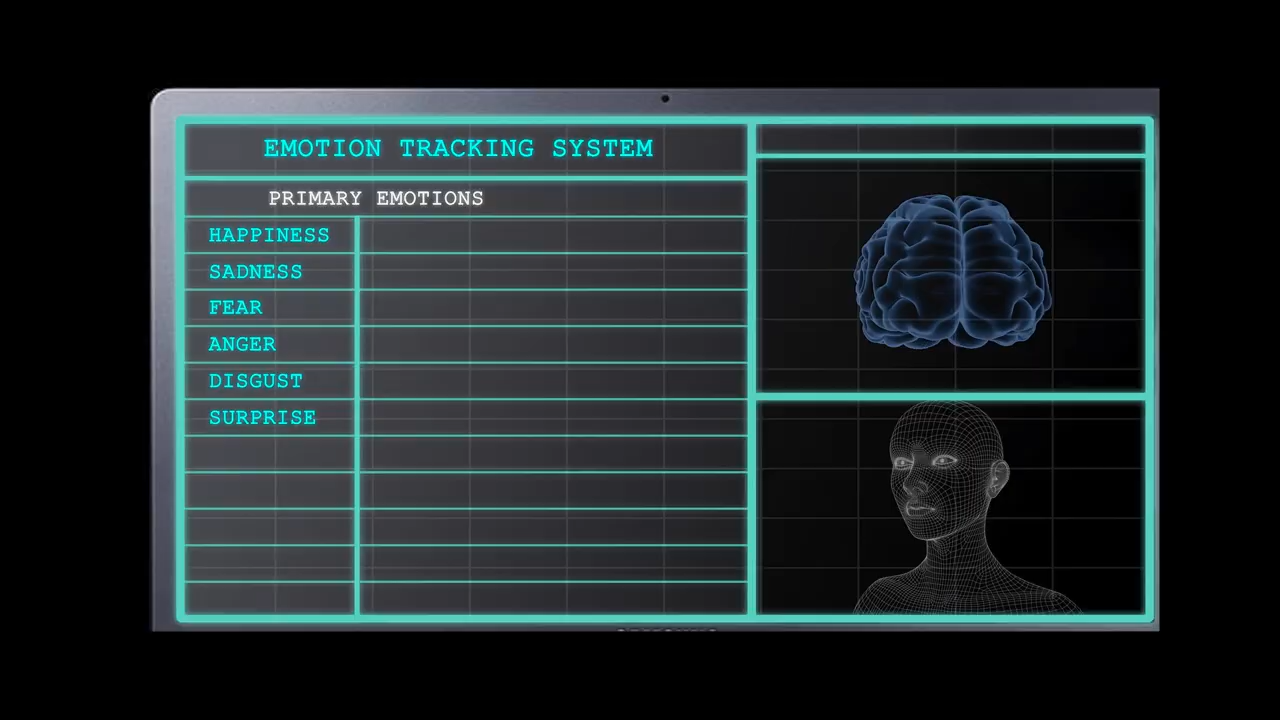 EMOTION TRACKING SYSTEM
PRIMARY EMOTIONS
HAPPINESS
SADNESS
FEAR
ANGER
DISGUST
SURPRISE